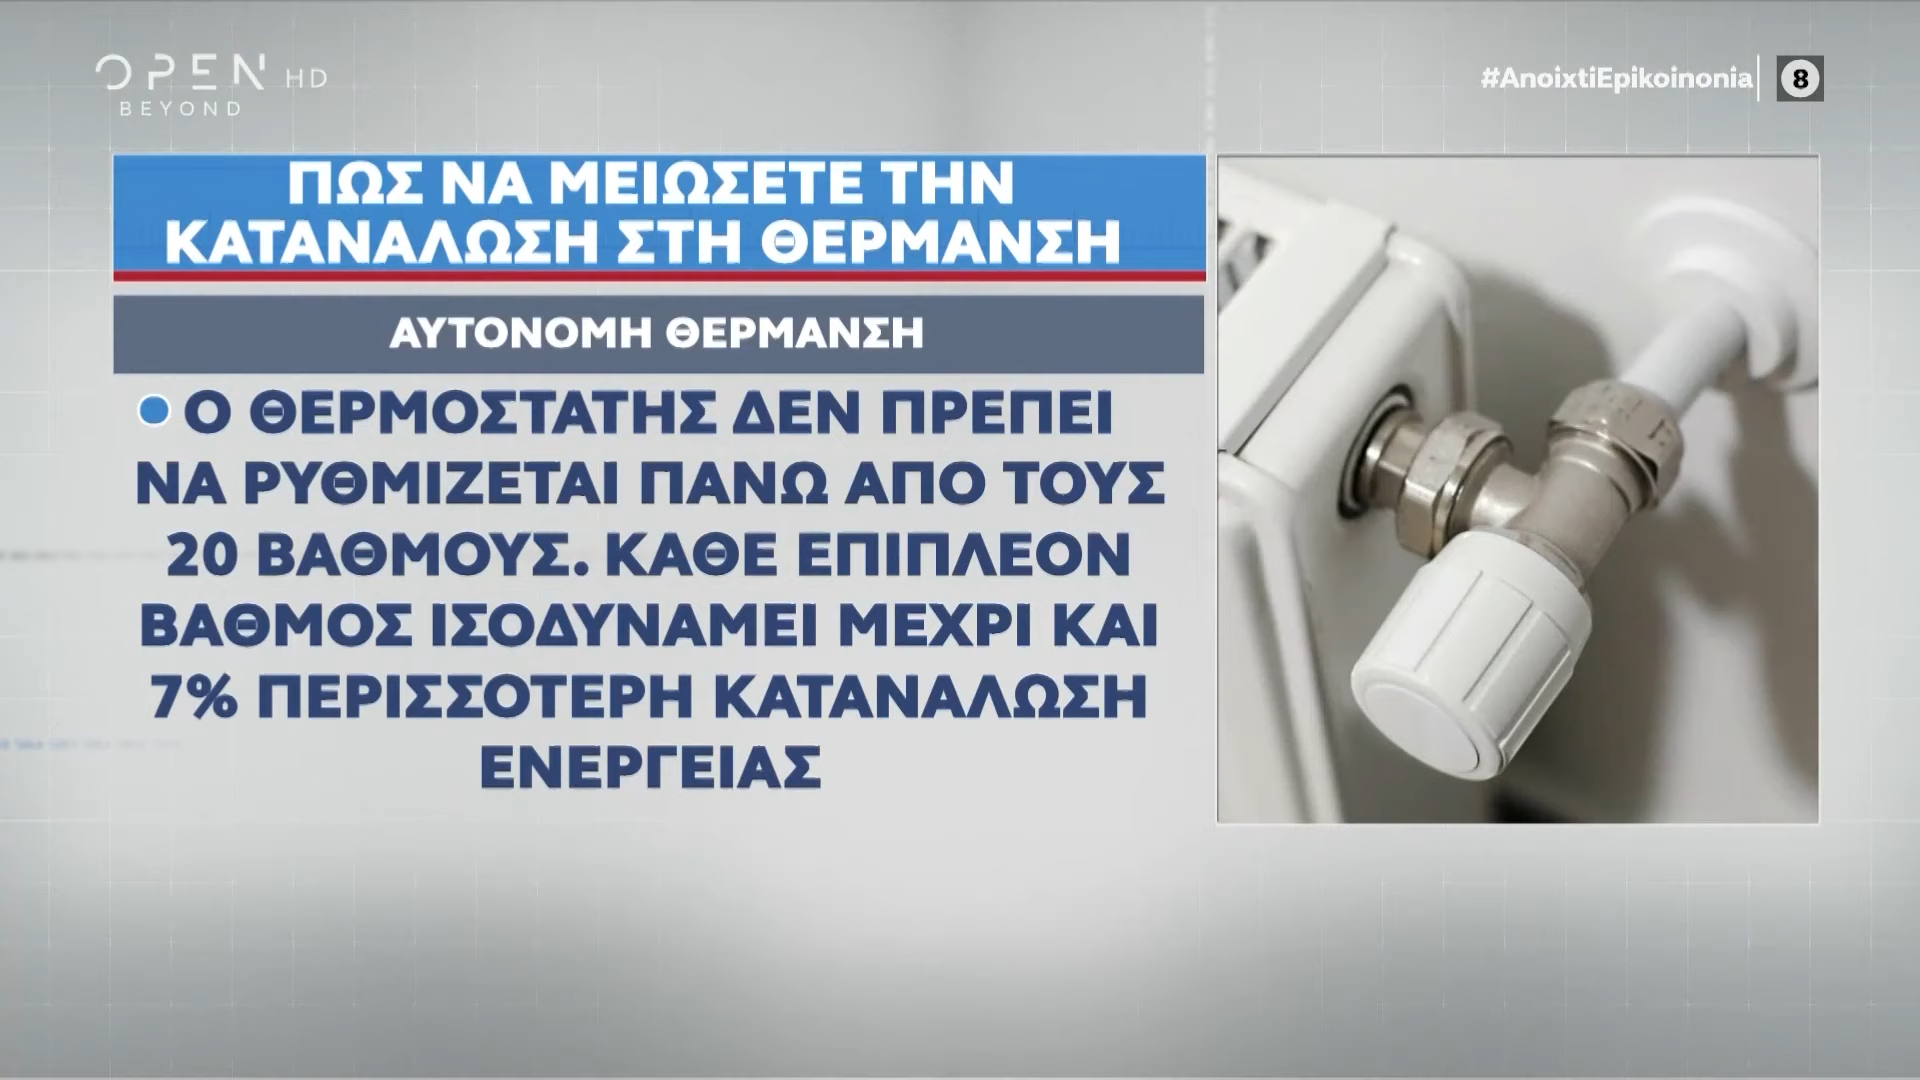 OPEN HD
BEYOND
#AnoixtiEpikoinonia
8
ΠΩΣ ΝΑ ΜΕΙΩΣΕΤΕ ΤΗΝ
ΚΑΤΑΝΑΛΩΣΗ ΣΤΗ ΘΕΡΜΑΝΣΗ
ΑΥΤΟΝΟΜΗ ΘΕΡΜΑΝΣΗ
Ο ΘΕΡΜΟΣΤΑΤΗΣ ΔΕΝ ΠΡΕΠΕΙ
ΝΑ ΡΥΘΜΙΖΕΤΑΙ ΠΑΝΩ ΑΠΟ ΤΟΥΣ
20 ΒΑΘΜΟΥΣ. ΚΑΘΕ ΕΠΙΠΛΕΟΝ
ΒΑΘΜΟΣ ΙΣΟΔΥΝΑΜΕΙ ΜΕΧΡΙ ΚΑΙ
7% ΠΕΡΙΣΣΟΤΕΡΗ ΚΑΤΑΝΑΛΩΣΗ
ΕΝΕΡΓΕΙΑΣ